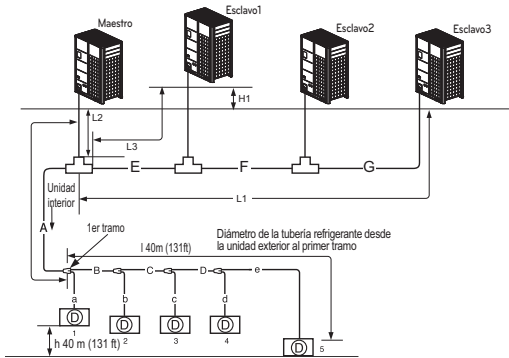 Maestro
Esclavo1
Esclavo2
Esclavo3
H1
L2
L3
E
F
G
L1
Unidad
interior
A
1er tramo
l 40m (131ft)
Diámetro de la tubería refrigerante desde
la unidad exterior al primer tramo
B
C
D
e
a
b
c
d
D
D
D
D
D
1
2
3
4
5
h 40 m (131 ft)